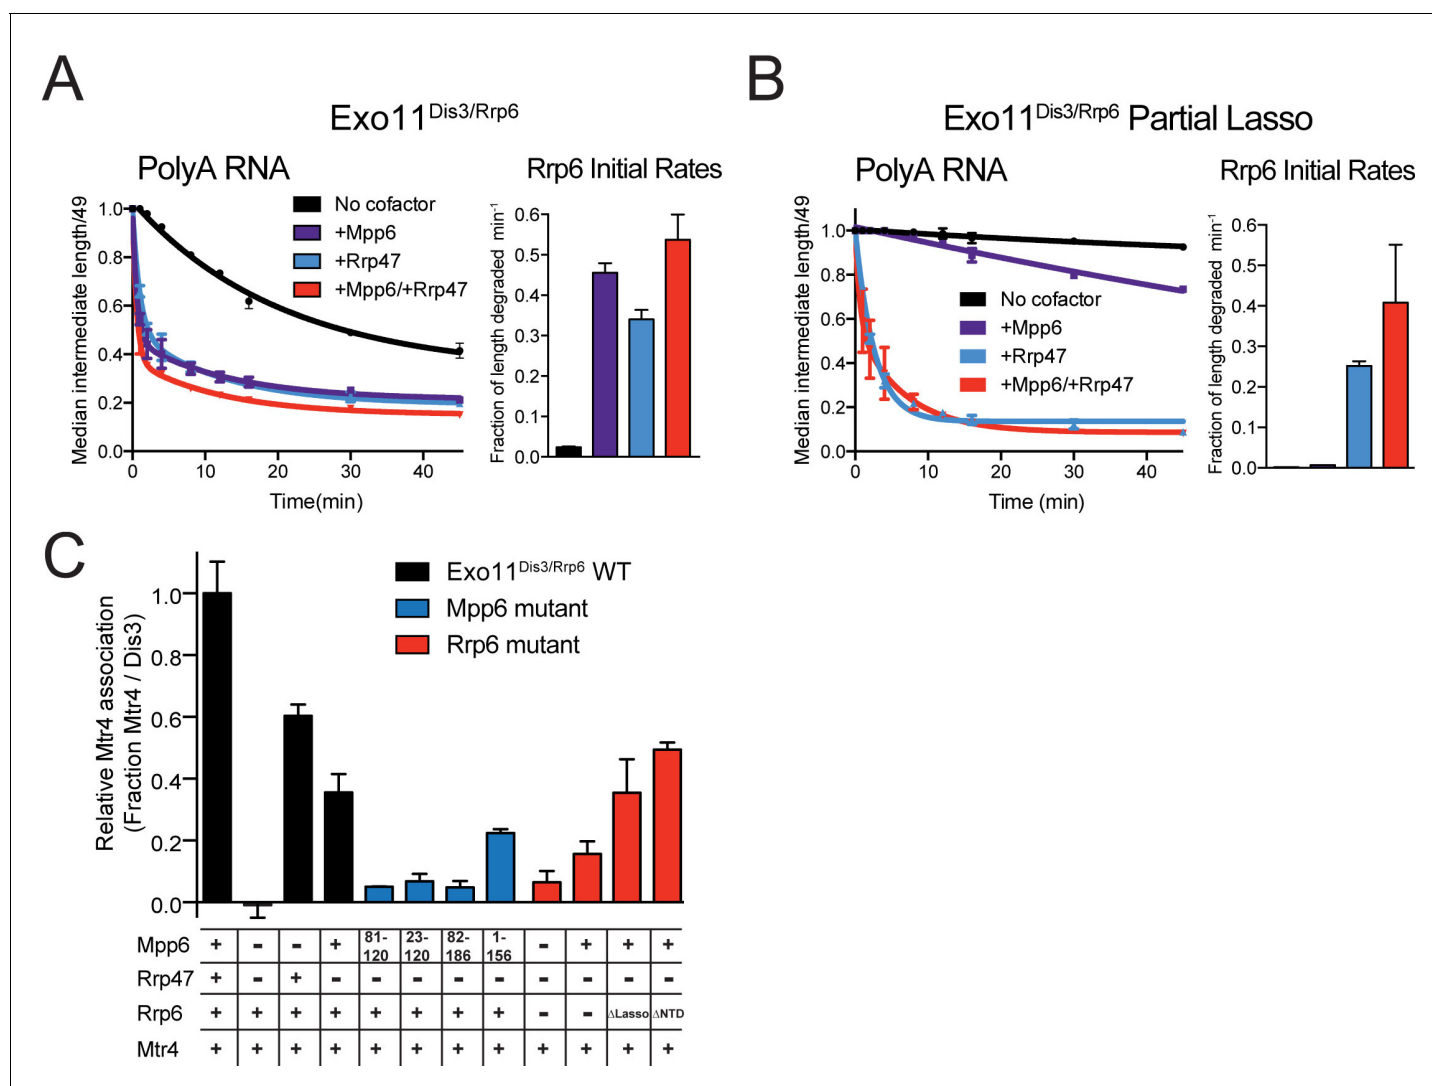 A
Exo11Dis3/Rrp6
PolyA RNA
Rrp6 Initial Rates
Median intermediate length/49
1.0
0.8
0.6
0.4
0.2
0.0
0
20
40
Time(min)
No cofactor
+Mpp6
+Rrp47
+Mpp6/+Rrp47
Fraction of length degraded min-1
0.6
0.5
0.4
0.3
0.2
0.1
0.0
B
Exo11Dis3/Rrp6 Partial Lasso
PolyA RNA
Rrp6 Initial Rates
Median intermediate length/49
1.0
0.8
0.6
0.4
0.2
0.0
0
10
20
30
40
Time (min)
No cofactor
+Mpp6
+Rrp47
+Mpp6/+Rrp47
Fraction of length degraded min-1
0.6
0.5
0.4
0.3
0.2
0.1
0.0
C
Relative Mtr4 association
(Fraction Mtr4 / Dis3)
1.0
0.8
0.6
0.4
0.2
0.0
Exo11Dis3/Rrp6 WT
Mpp6 mutant
Rrp6 mutant
Mpp6 + - - + 81-120 23-120 82-186 1-156 - + + +
Rrp47 + - + - - - - - - - - -
Rrp6 + + + + + + + + - - ΔLasso ΔNTD
Mtr4 + + + + + + + + + + + +